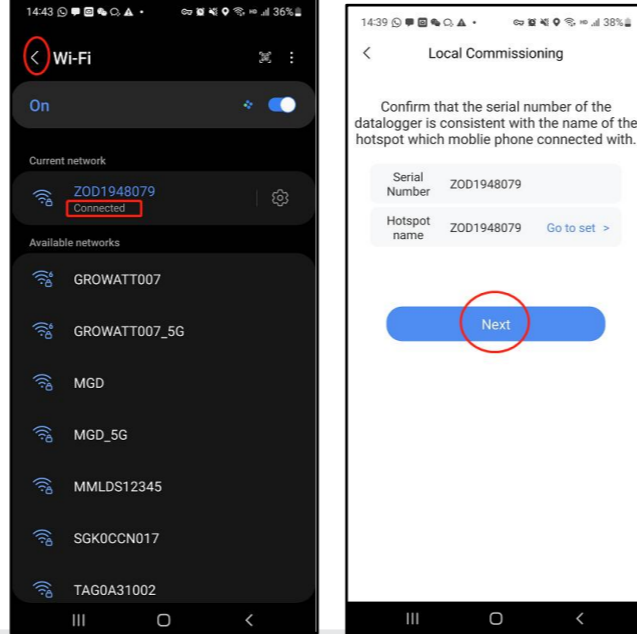 14:43
36%
Wi-Fi
On
Current network
ZOD1948079
Connected
Available networks
GROWATT007
GROWATT007_5G
MGD
MGD_5G
MMLDS12345
SGK0CCN017
TAG0A31002
14:39
38%
Local Commissioning
Confirm that the serial number of the
datalogger is consistent with the name of the
hotspot which moblie phone connected with.
Serial
Number
ZOD1948079
Hotspot
name
ZOD1948079 Go to set >
Next